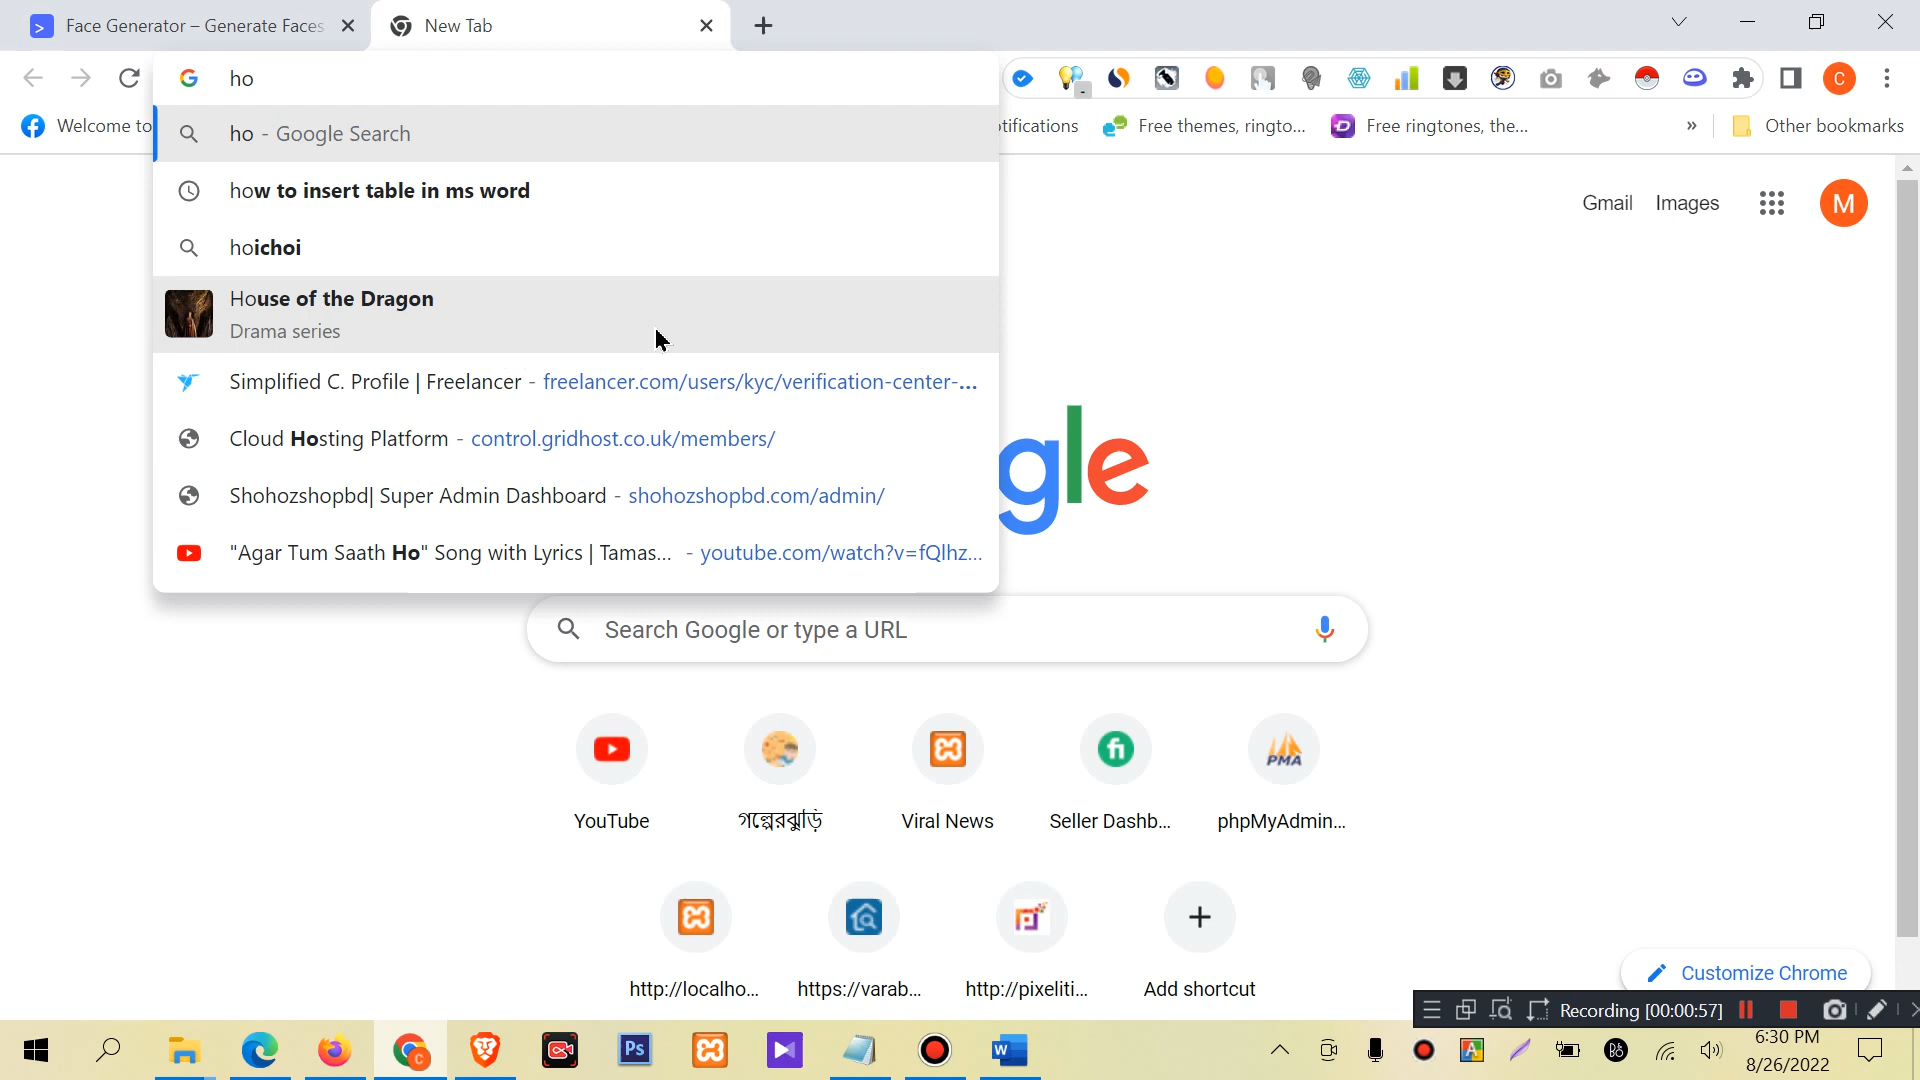 Face Generator – Generate Faces
New Tab
ho
Welcome to
tifications
Free themes, ringto...
Free ringtones, the...
»
Other bookmarks
ho - Google Search
how to insert table in ms word
hoichoi
House of the Dragon
Drama series
Simplified C. Profile | Freelancer - freelancer.com/users/kyc/verification-center-...
Cloud Hosting Platform - control.gridhost.co.uk/members/
Shohozshopbd| Super Admin Dashboard - shohozshopbd.com/admin/
"Agar Tum Saath Ho" Song with Lyrics | Tamas... - youtube.com/watch?v=fQlhz...
Gmail Images
M
C
gle
Search Google or type a URL
YouTube
গল্পেরঝুড়ি
Viral News
Seller Dashb...
PMA
phpMyAdmin...
http://localho...
https://varab...
http://pixeliti...
Add shortcut
Customize Chrome
Recording [00:00:57]
6:30 PM
8/26/2022